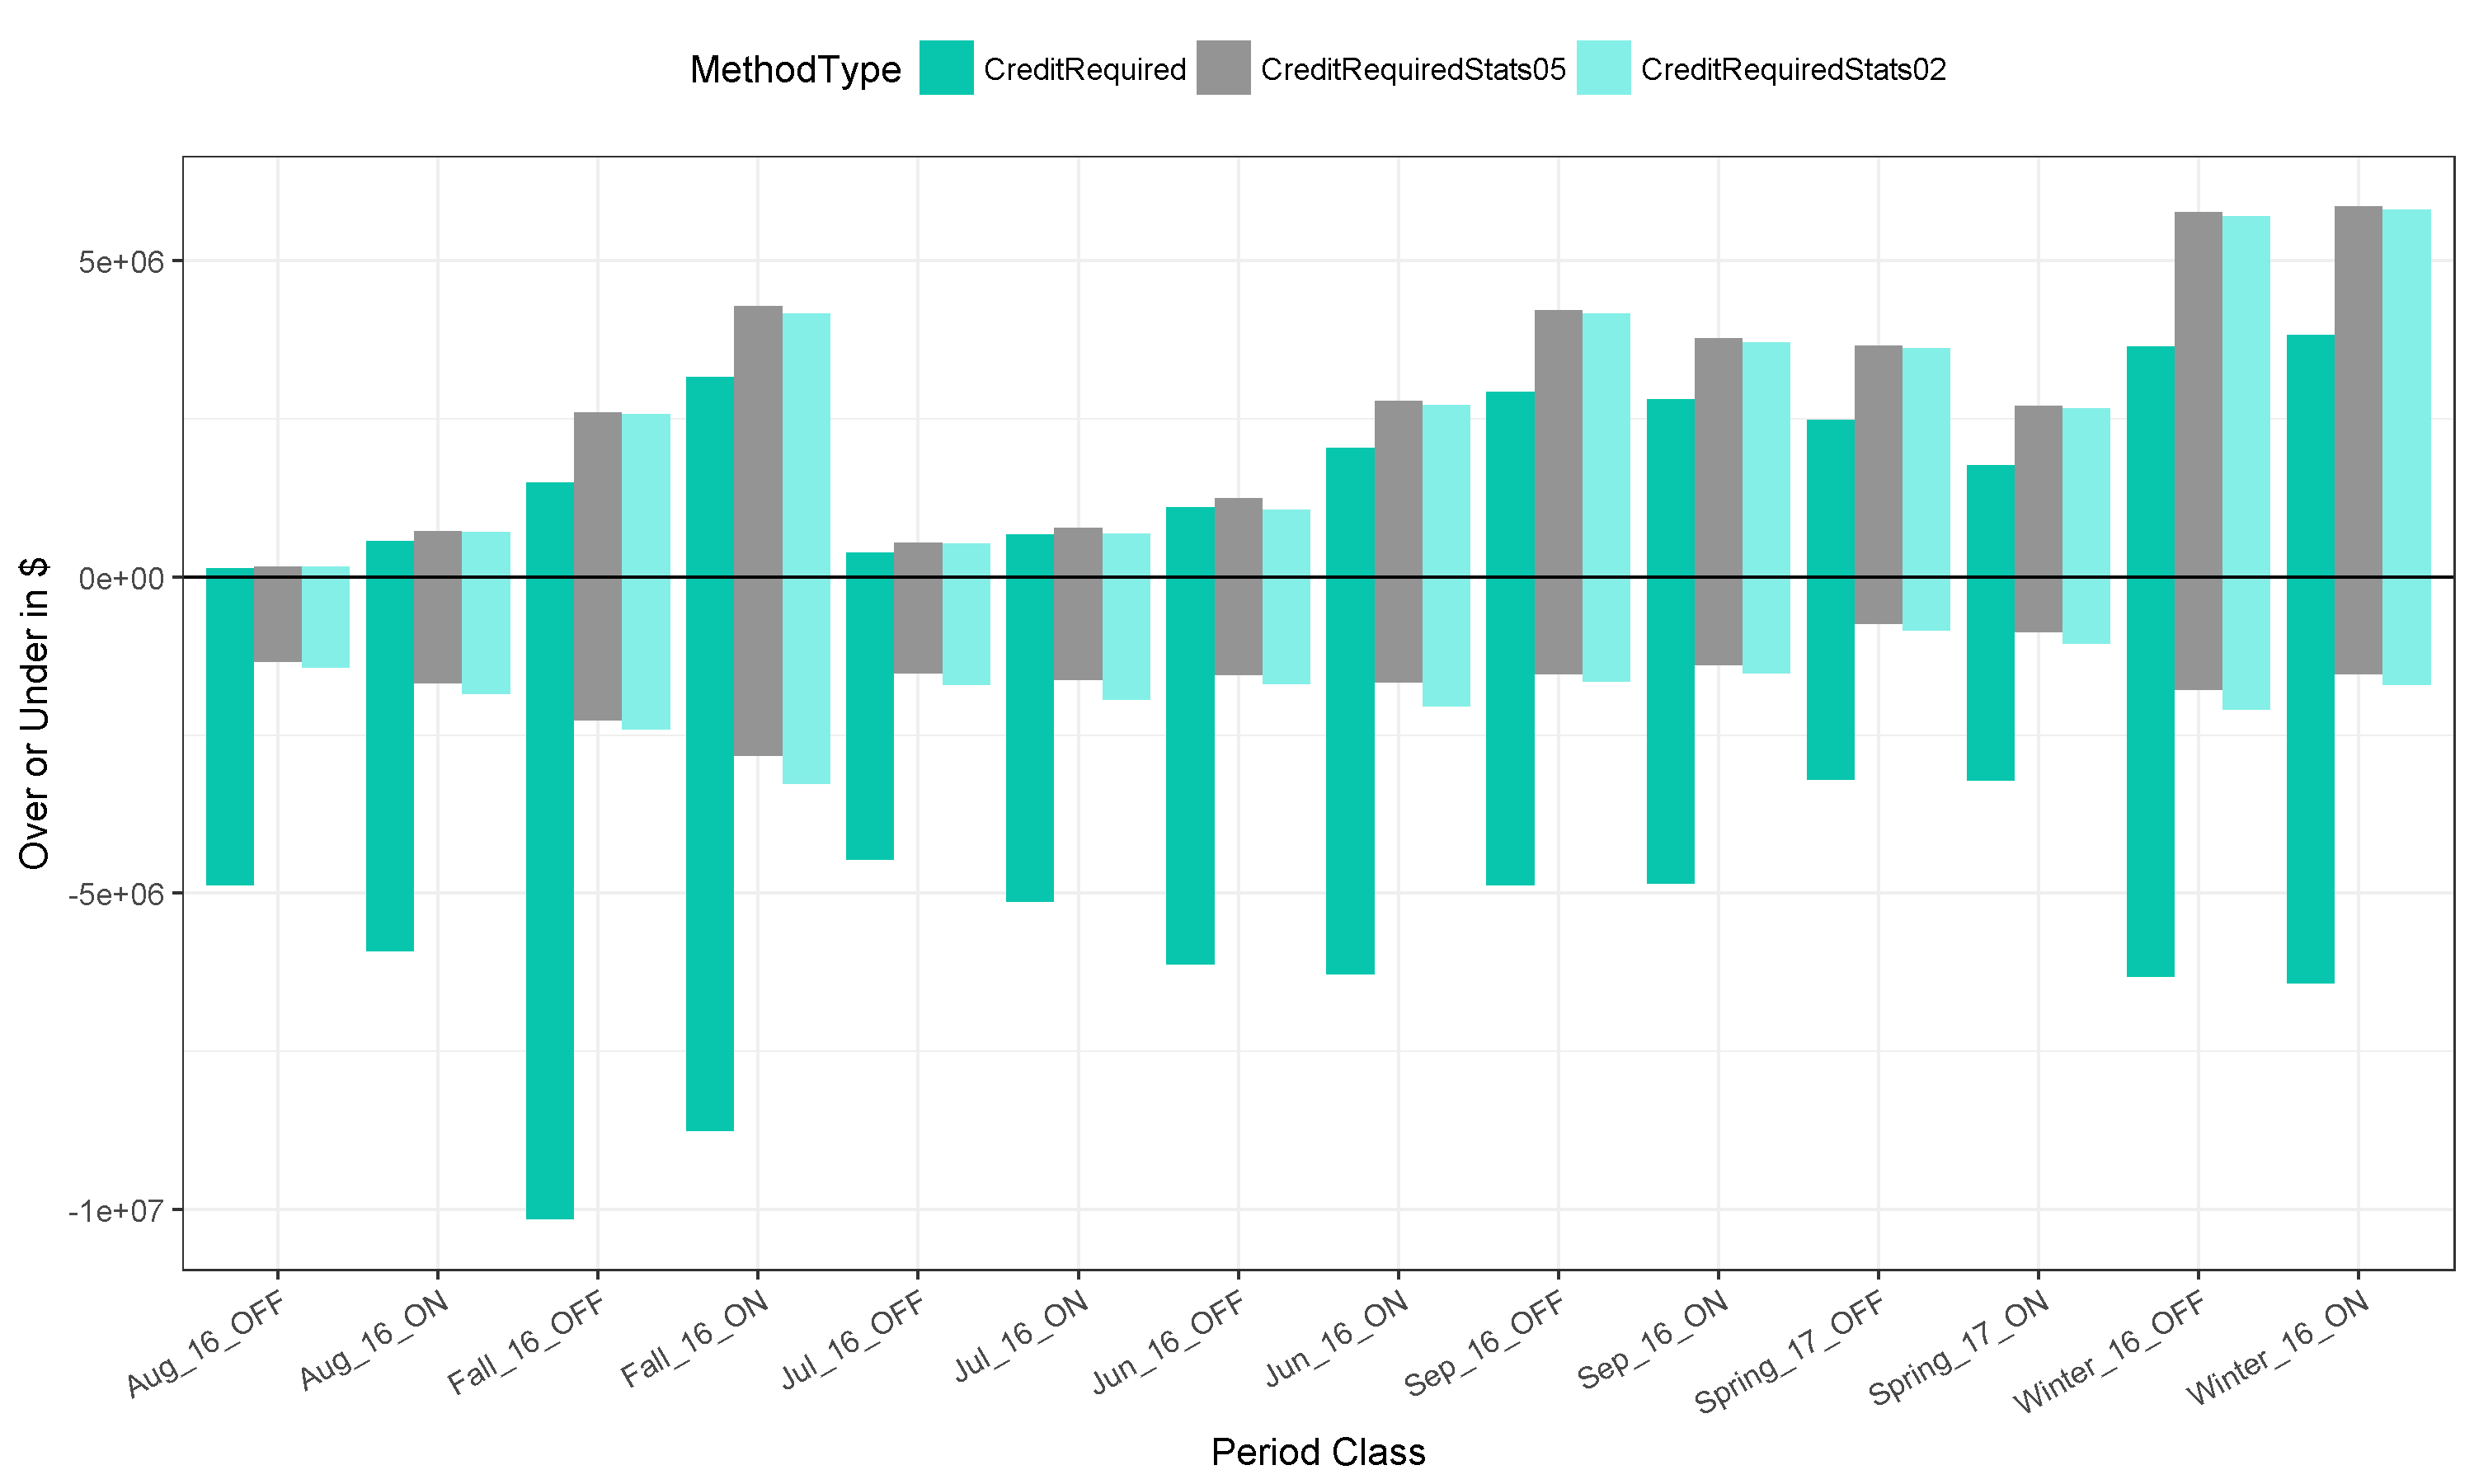 MethodType CreditRequired CreditRequiredStats05 CreditRequiredStats02
Over or Under in $
5e+06
0e+00
-5e+06
-1e+07
Aug_16_OFF
Aug_16_ON
Fall_16_OFF
Fall_16_ON
Jul_16_OFF
Jul_16_ON
Jun_16_OFF
Jun_16_ON
Sep_16_OFF
Sep_16_ON
Spring_17_OFF
Spring_17_ON
Winter_16_OFF
Winter_16_ON
Period Class